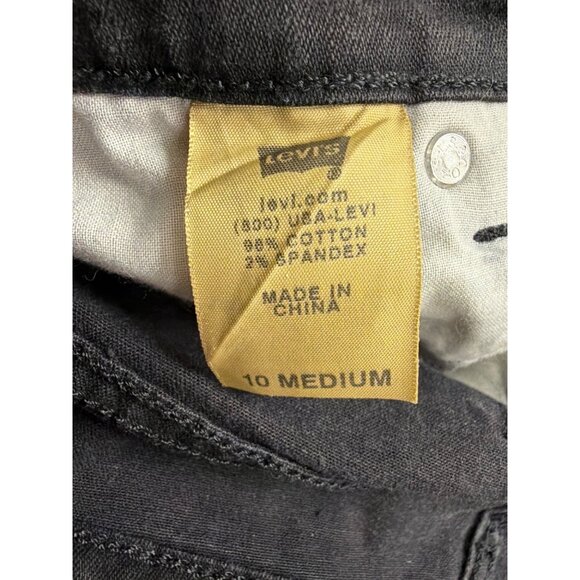 LEVI'S
levi.com
(800) USA-LEVI
98% COTTON
2% SPANDEX
MADE IN
CHINA
10 MEDIUM